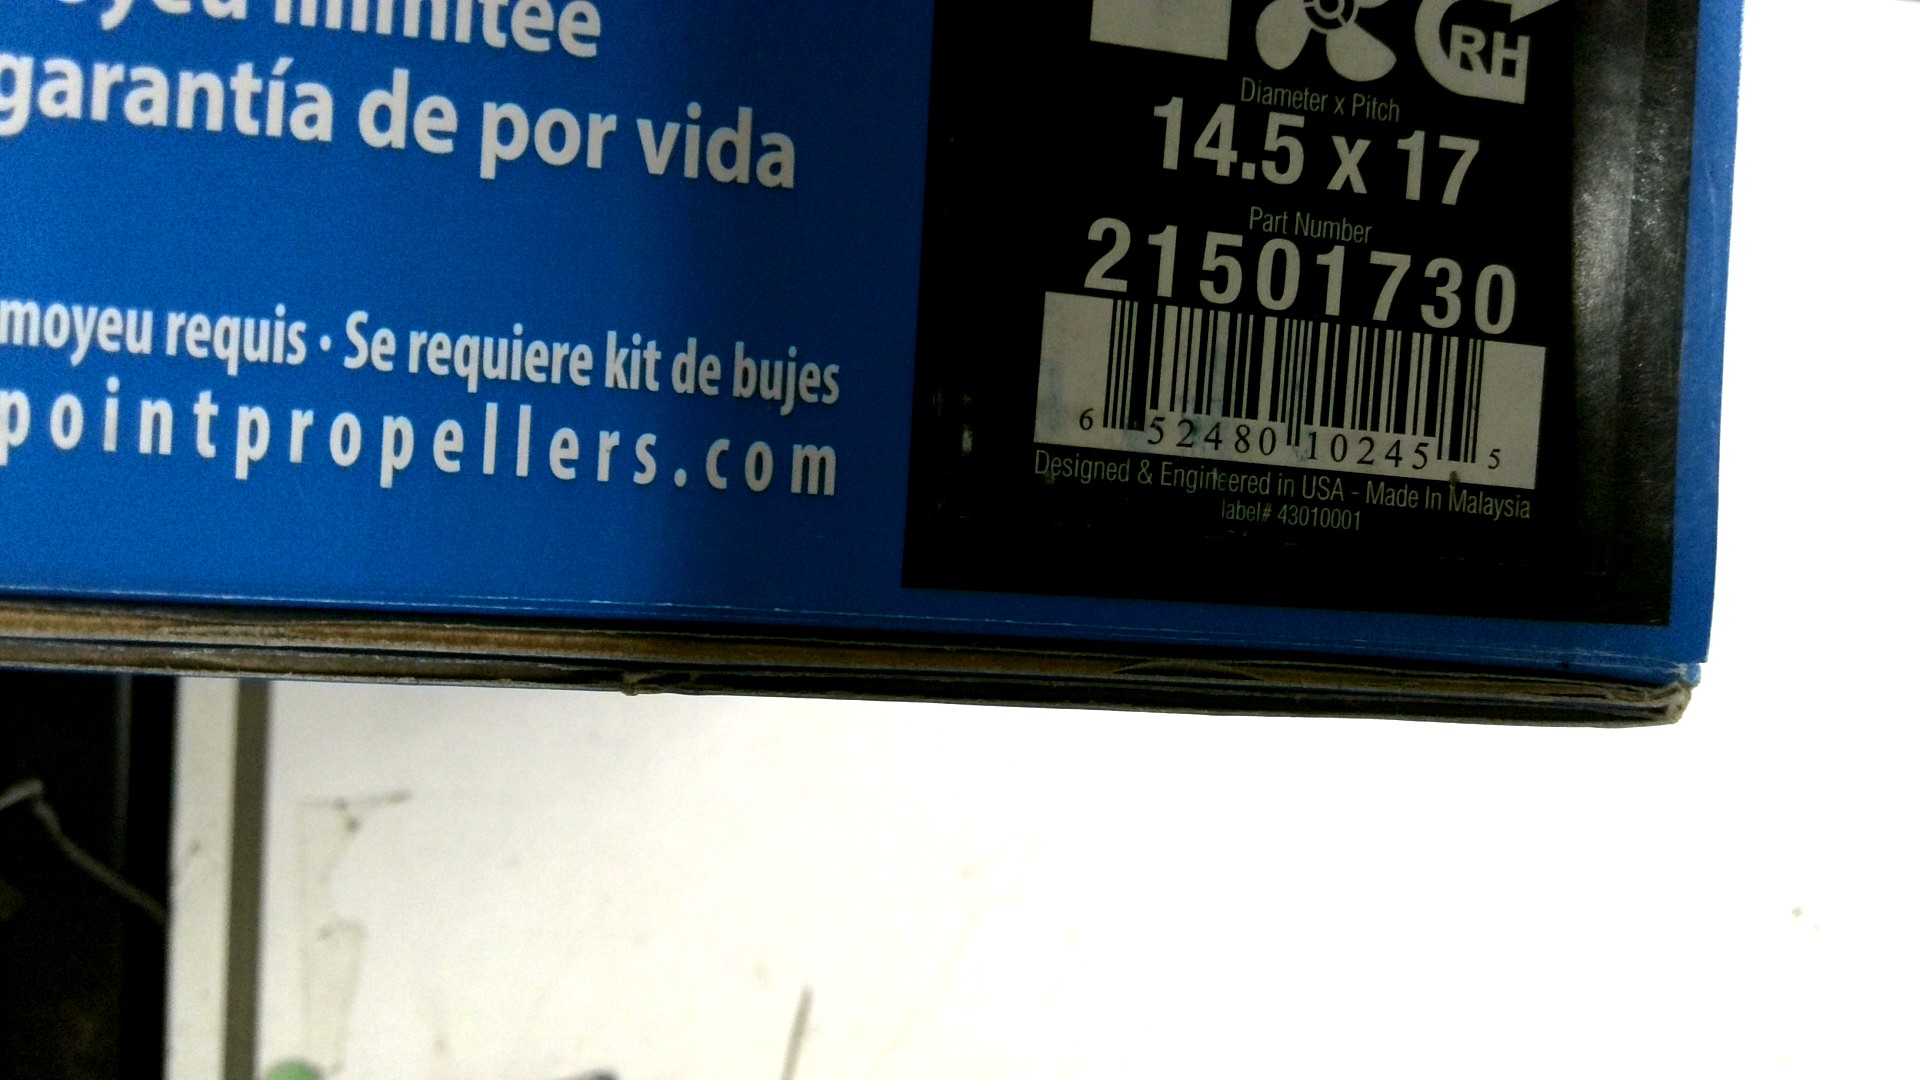 garantía de por vida
moyeu requis · Se requiere kit de bujes
pointpropellers.com
RH
Diameter x Pitch
14.5 x 17
Part Number
21501730
6 52480 10245 5
Designed & Engineered in USA - Made In Malaysia
label# 43010001